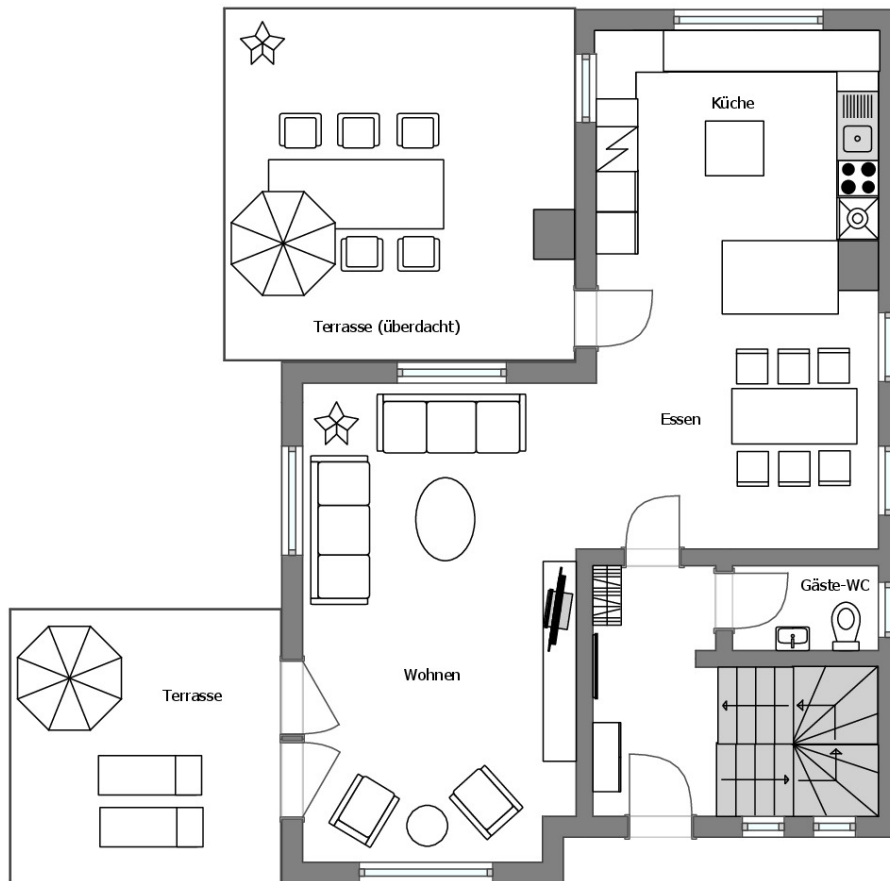 Küche
Terrasse (überdacht)
Essen
Gäste-WC
Wohnen
Terrasse